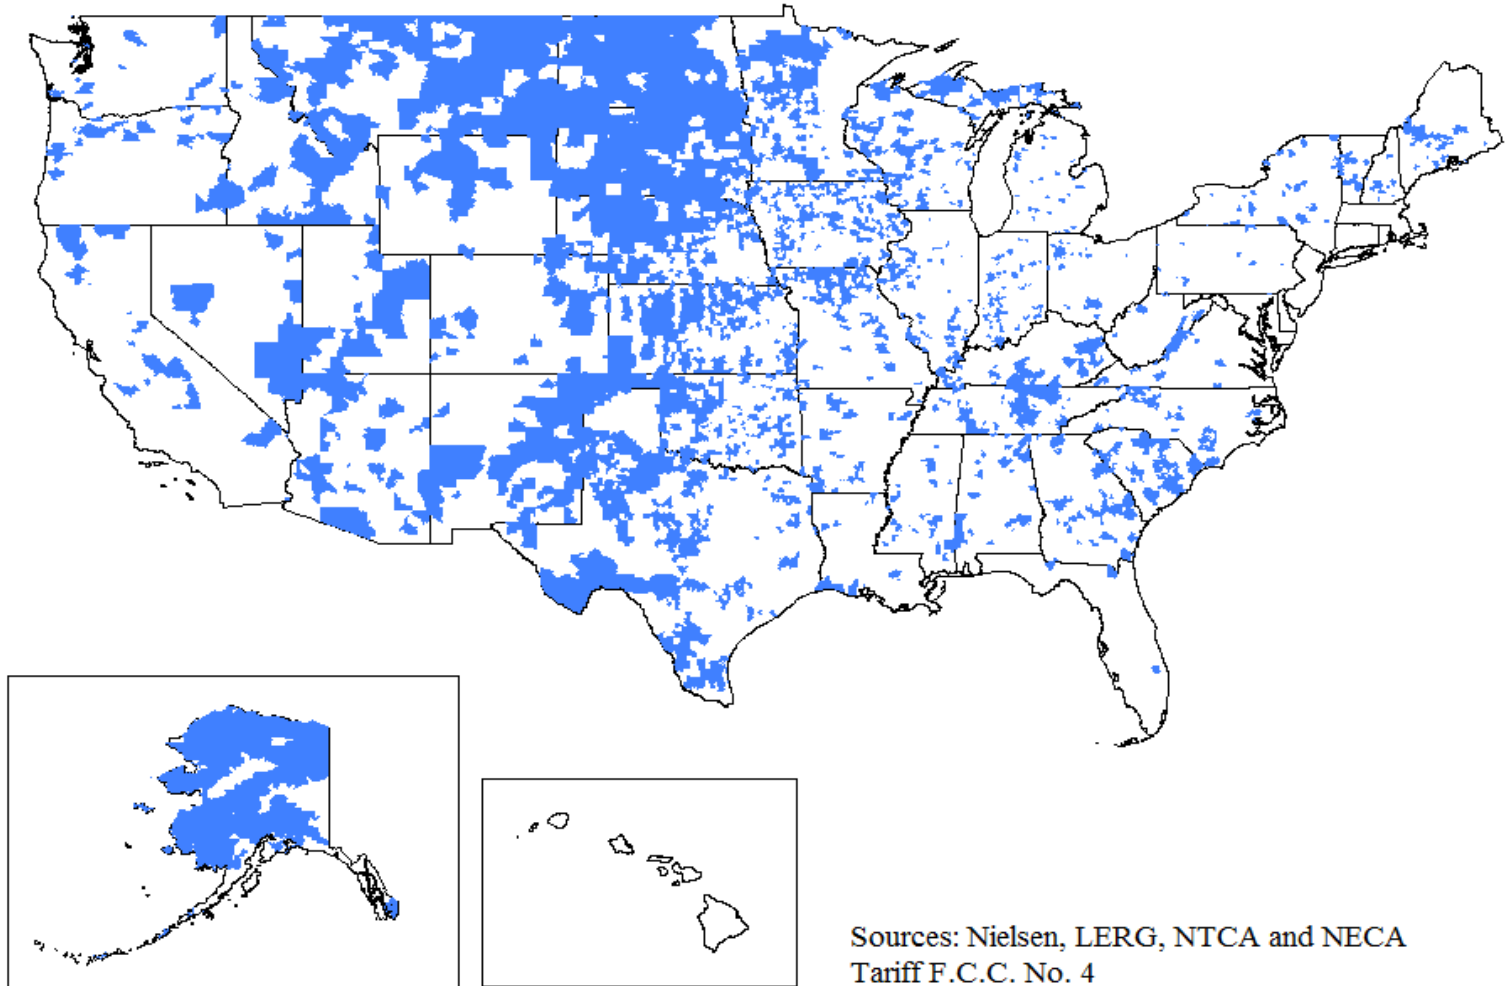 Sources: Nielsen, LERG, NTCA and NECA
Tariff F.C.C. No. 4